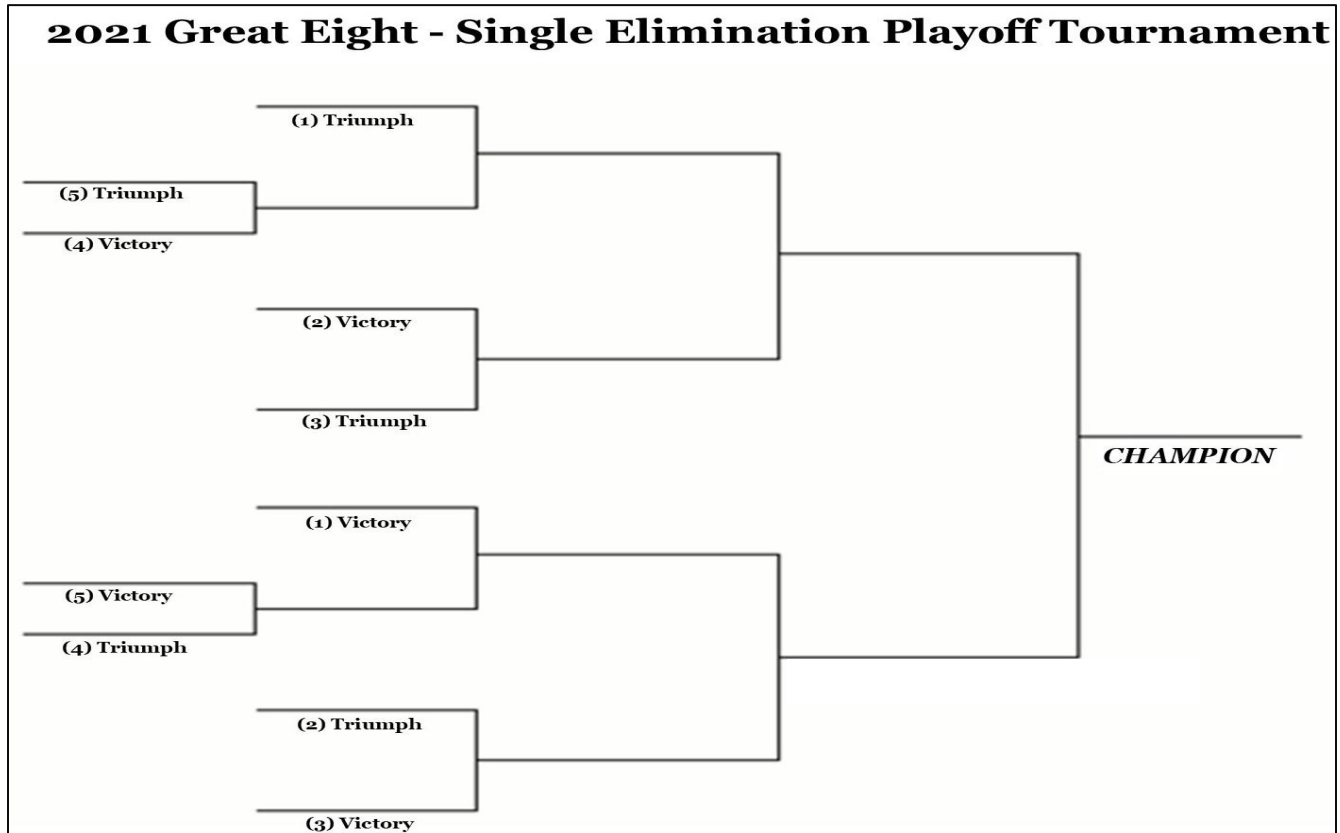 2021 Great Eight - Single Elimination Playoff Tournament
(1) Triumph
(5) Triumph
(4) Victory
(2) Victory
(3) Triumph
CHAMPION
(1) Victory
(5) Victory
(4) Triumph
(2) Triumph
(3) Victory